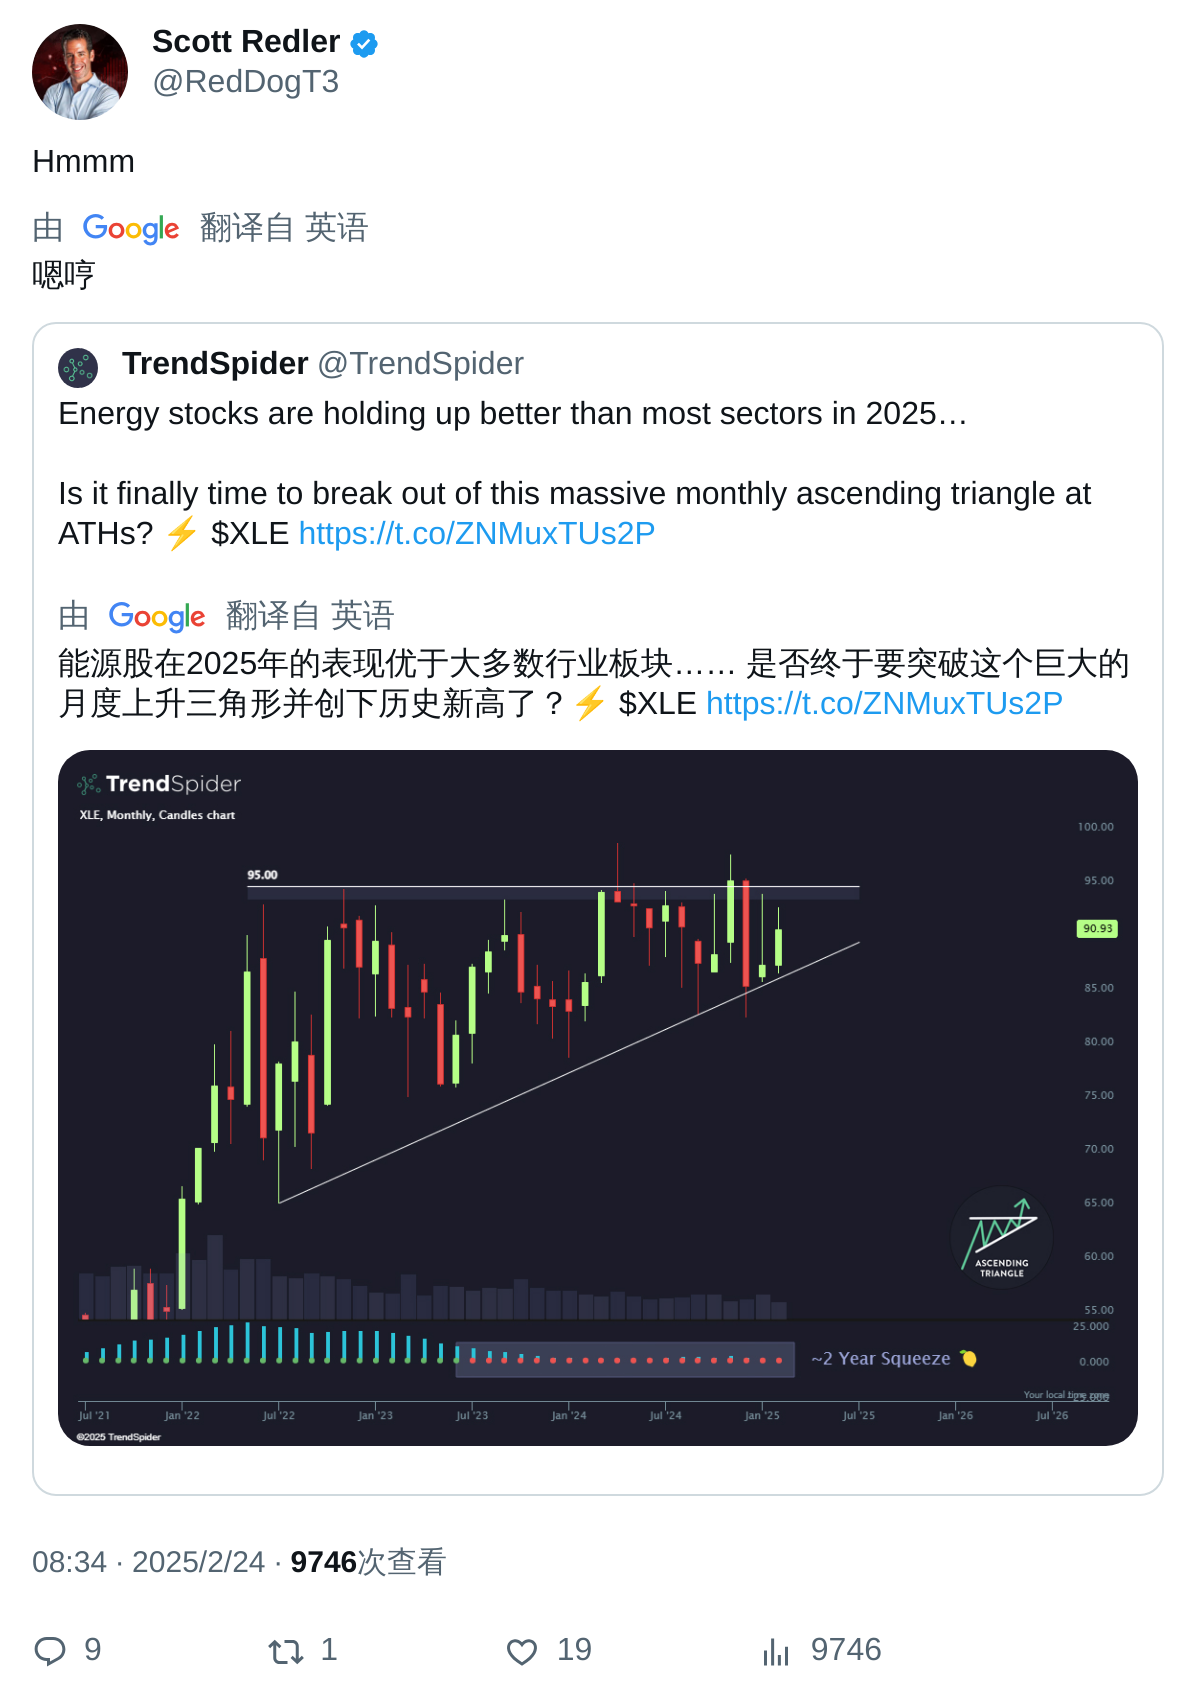 Scott Redler
@RedDogT3
Hmmm
由 Google 翻译自 英语
嗯哼
TrendSpider @TrendSpider
Energy stocks are holding up better than most sectors in 2025…
Is it finally time to break out of this massive monthly ascending triangle at
ATHs? ⚡ $XLE https://t.co/ZNMuxTUs2P
由 Google 翻译自 英语
能源股在2025年的表现优于大多数行业板块…… 是否终于要突破这个巨大的
月度上升三角形并创下历史新高了？⚡ $XLE https://t.co/ZNMuxTUs2P
TrendSpider
XLE, Monthly, Candles chart
100.00
95.00
95.00
90.93
85.00
80.00
75.00
70.00
65.00
60.00
ASCENDING
TRIANGLE
55.00
25.000
~2 Year Squeeze 🍋
0.000
Your local time zone
Jul '21 Jan '22 Jul '22 Jan '23 Jul '23 Jan '24 Jul '24 Jan '25 Jul '25 Jan '26 Jul '26
©2025 TrendSpider
08:34 · 2025/2/24 · 9746次查看
9 1 19 9746